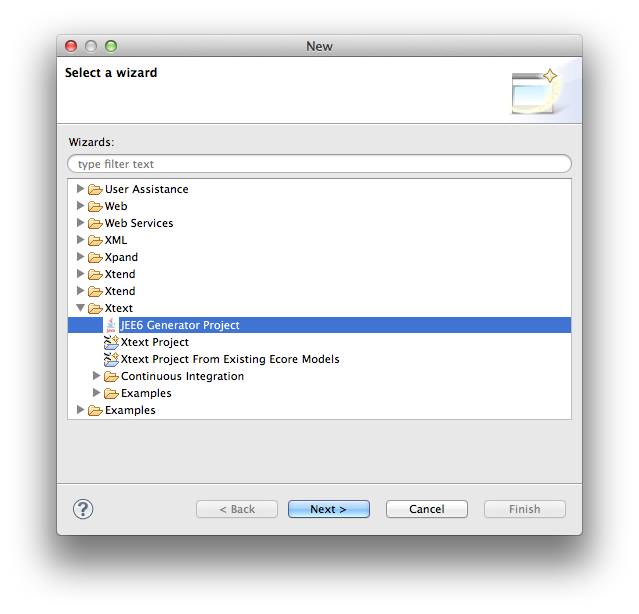 New
Select a wizard
Wizards:
type filter text
User Assistance
Web
Web Services
XML
Xpand
Xtend
Xtend
Xtext
JEE6 Generator Project
Xtext Project
Xtext Project From Existing Ecore Models
Continuous Integration
Examples
Examples
?
< Back
Next >
Cancel
Finish